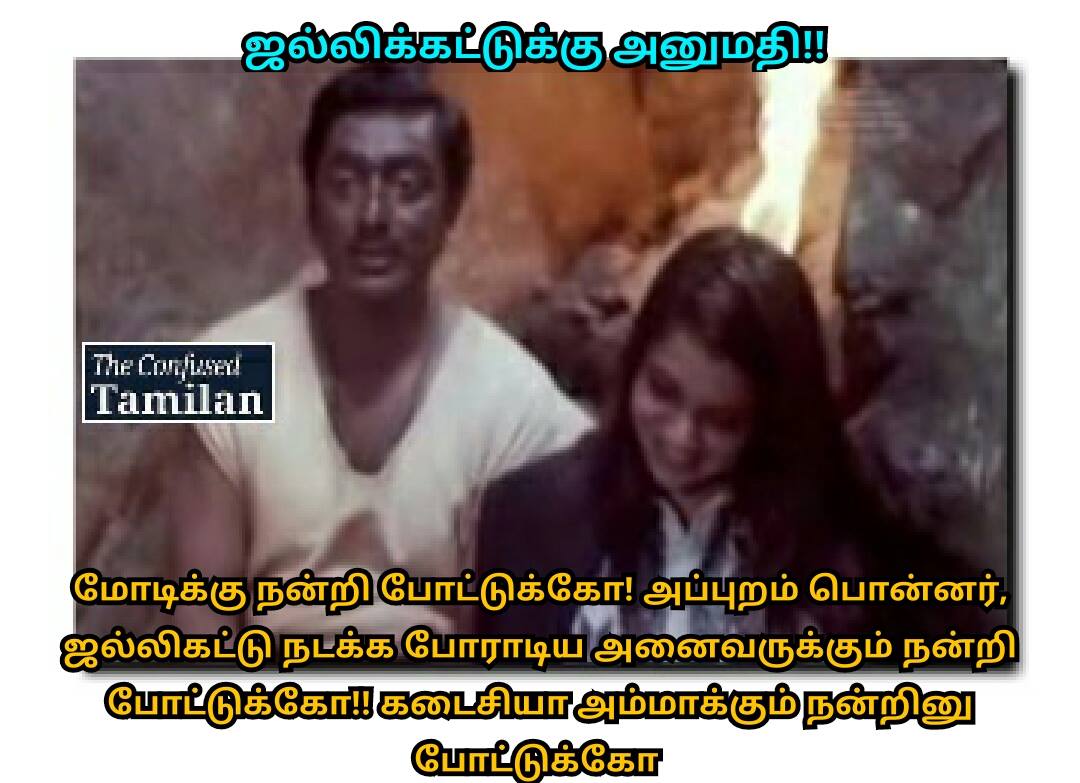 ஜல்லிக்கட்டுக்கு அனுமதி!!
The Confused
Tamilan
மோடிக்கு நன்றி போட்டுக்கோ! அப்புறம் பொன்னர்,
ஜல்லிகட்டு நடக்க போராடிய அனைவருக்கும் நன்றி
போட்டுக்கோ!! கடைசியா அம்மாக்கும் நன்றினு
போட்டுக்கோ